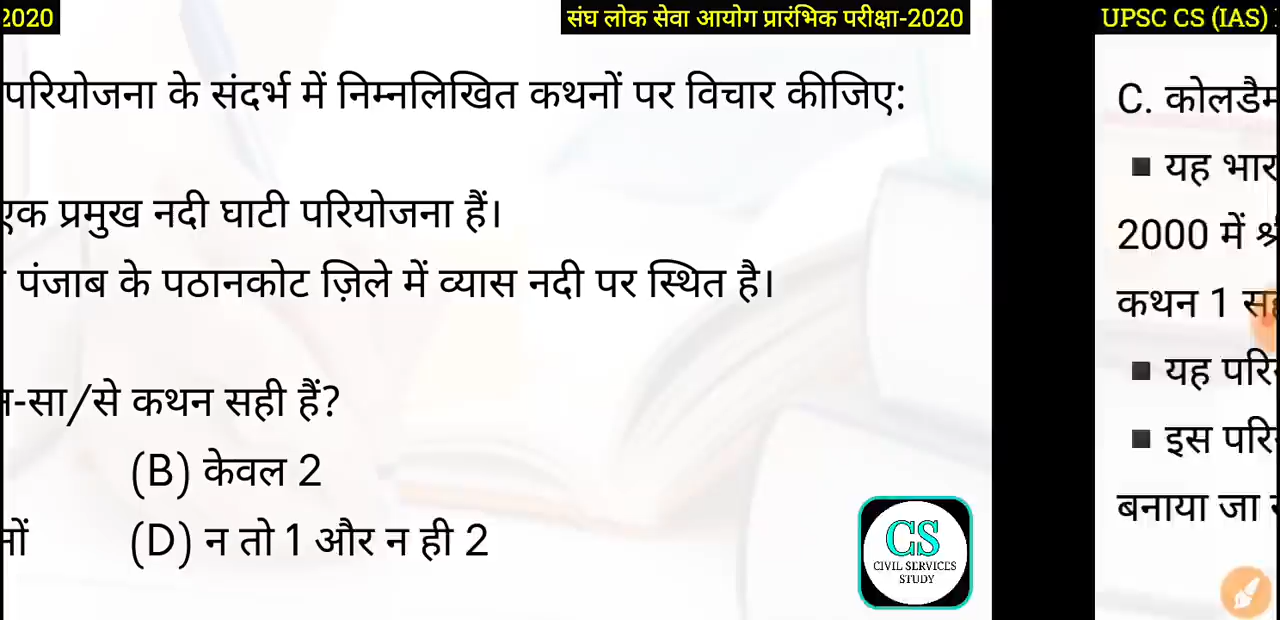 2020
संघ लोक सेवा आयोग प्रारंभिक परीक्षा-2020
परियोजना के संदर्भ में निम्नलिखित कथनों पर विचार कीजिए:
एक प्रमुख नदी घाटी परियोजना हैं।
पंजाब के पठानकोट ज़िले में व्यास नदी पर स्थित है।
-सा/से कथन सही हैं?
(B) केवल 2
(D) न तो 1 और न ही 2
CS
CIVIL SERVICES
STUDY
UPSC CS (IAS)
C. कोलडैम
यह भार
2000 में
कथन 1
यह परि
इस परि
बनाया जा